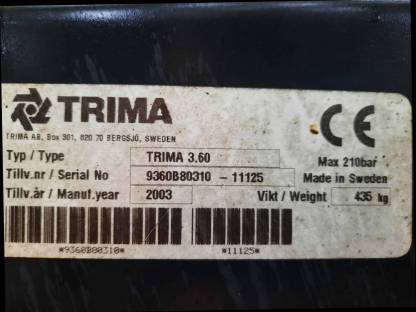 TRIMA
CE
TRIMA AB, Box 301, 820 70 BERGSJÖ, SWEDEN
Typ / Type TRIMA 3.60 Max 210bar
Tillv.nr / Serial No 9360B80310 - 11125 Made in Sweden
Tillv.år / Manuf.year 2003 Vikt / Weight 435 kg
*9360B80310* *11125*